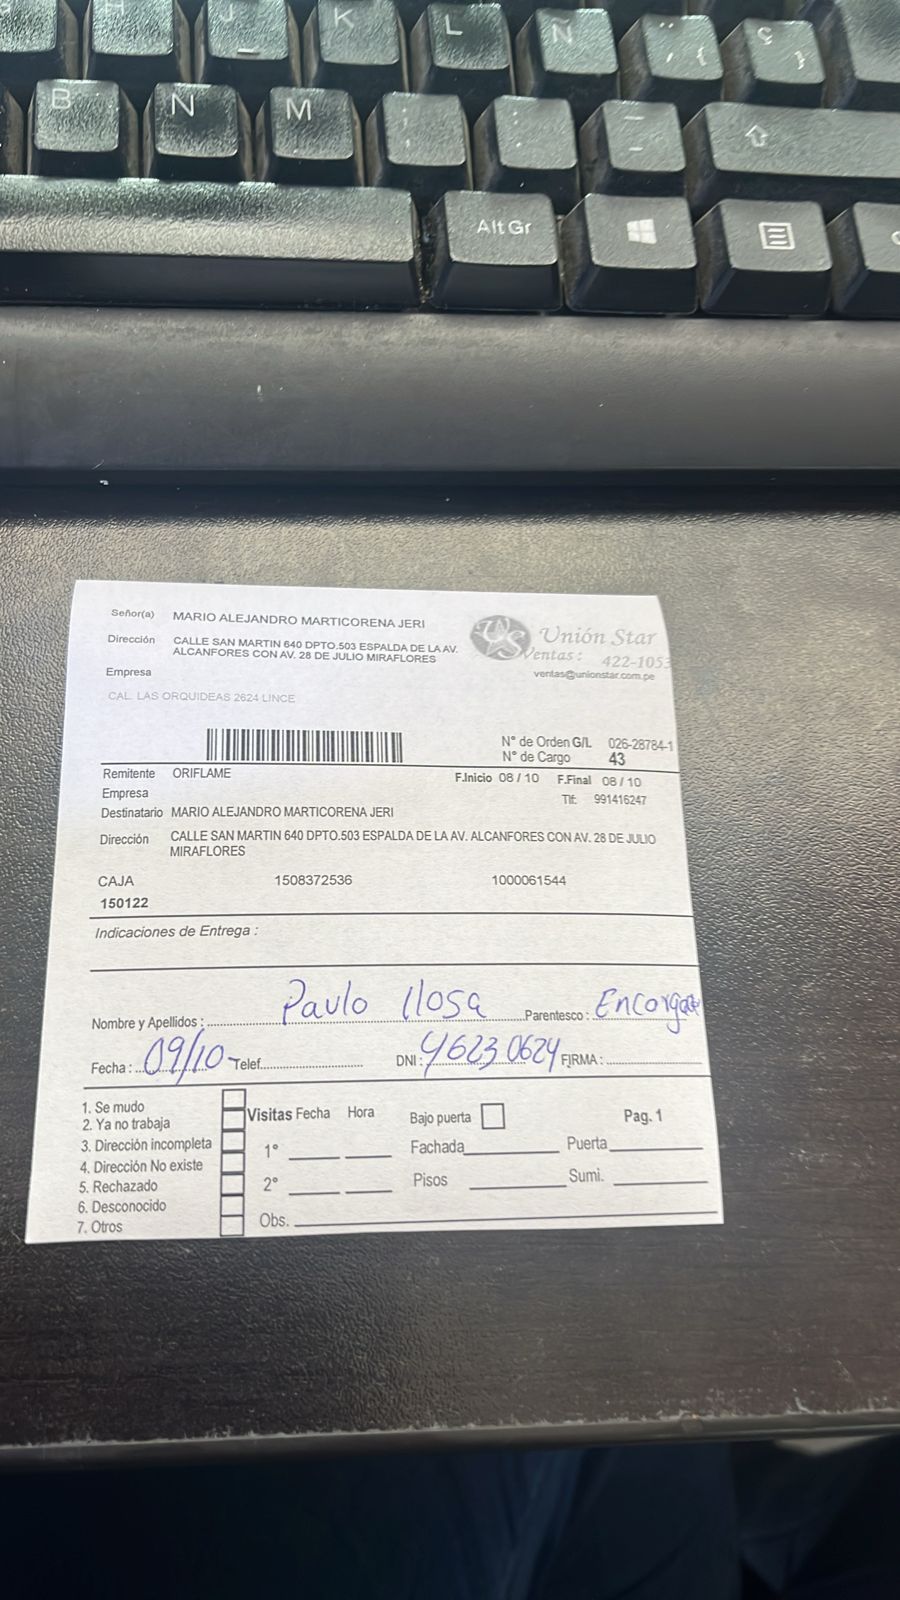 H J K L Ñ ¨ ´ { Ç }
B N M ; , : . _ -
Alt Gr
Señor(a) MARIO ALEJANDRO MARTICORENA JERI
Dirección CALLE SAN MARTIN 640 DPTO.503 ESPALDA DE LA AV.
ALCANFORES CON AV. 28 DE JULIO MIRAFLORES
Empresa
CAL. LAS ORQUIDEAS 2624 LINCE
Unión Star
Ventas : 422-1053
ventas@unionstar.com.pe
N° de Orden G/L 026-28784-1
N° de Cargo 43
Remitente ORIFLAME F.Inicio 08 / 10 F.Final 08 / 10
Empresa Tlf: 991416247
Destinatario MARIO ALEJANDRO MARTICORENA JERI
Dirección CALLE SAN MARTIN 640 DPTO.503 ESPALDA DE LA AV. ALCANFORES CON AV. 28 DE JULIO
MIRAFLORES
CAJA 1508372536 1000061544
150122
Indicaciones de Entrega :
Nombre y Apellidos : Paulo llosa Parentesco : Encargado
Fecha : 09/10 Telef. DNI : 46230624 FIRMA :
1. Se mudo
2. Ya no trabaja
3. Dirección incompleta
4. Dirección No existe
5. Rechazado
6. Desconocido
7. Otros
Visitas Fecha Hora Bajo puerta Pag. 1
1° Fachada Puerta
2° Pisos Sumi.
Obs.